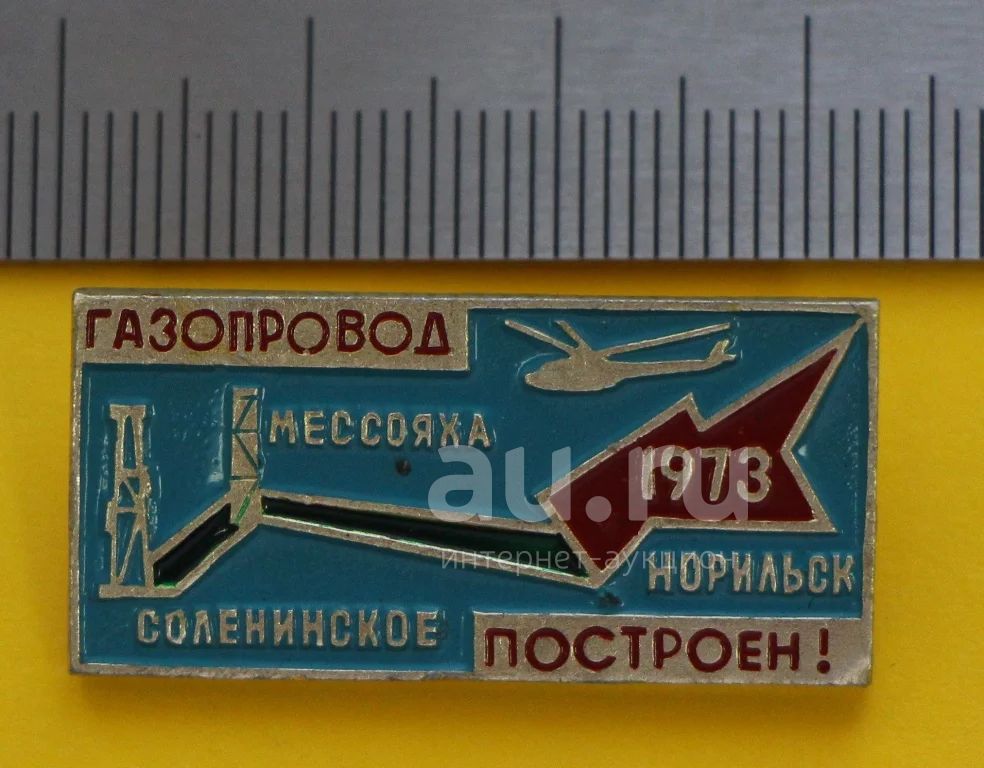 ГАЗОПРОВОД
МЕССОЯХА
1973
au.ru
интернет-аукцион
НОРИЛЬСК
СОЛЕНИНСКОЕ
ПОСТРОЕН!